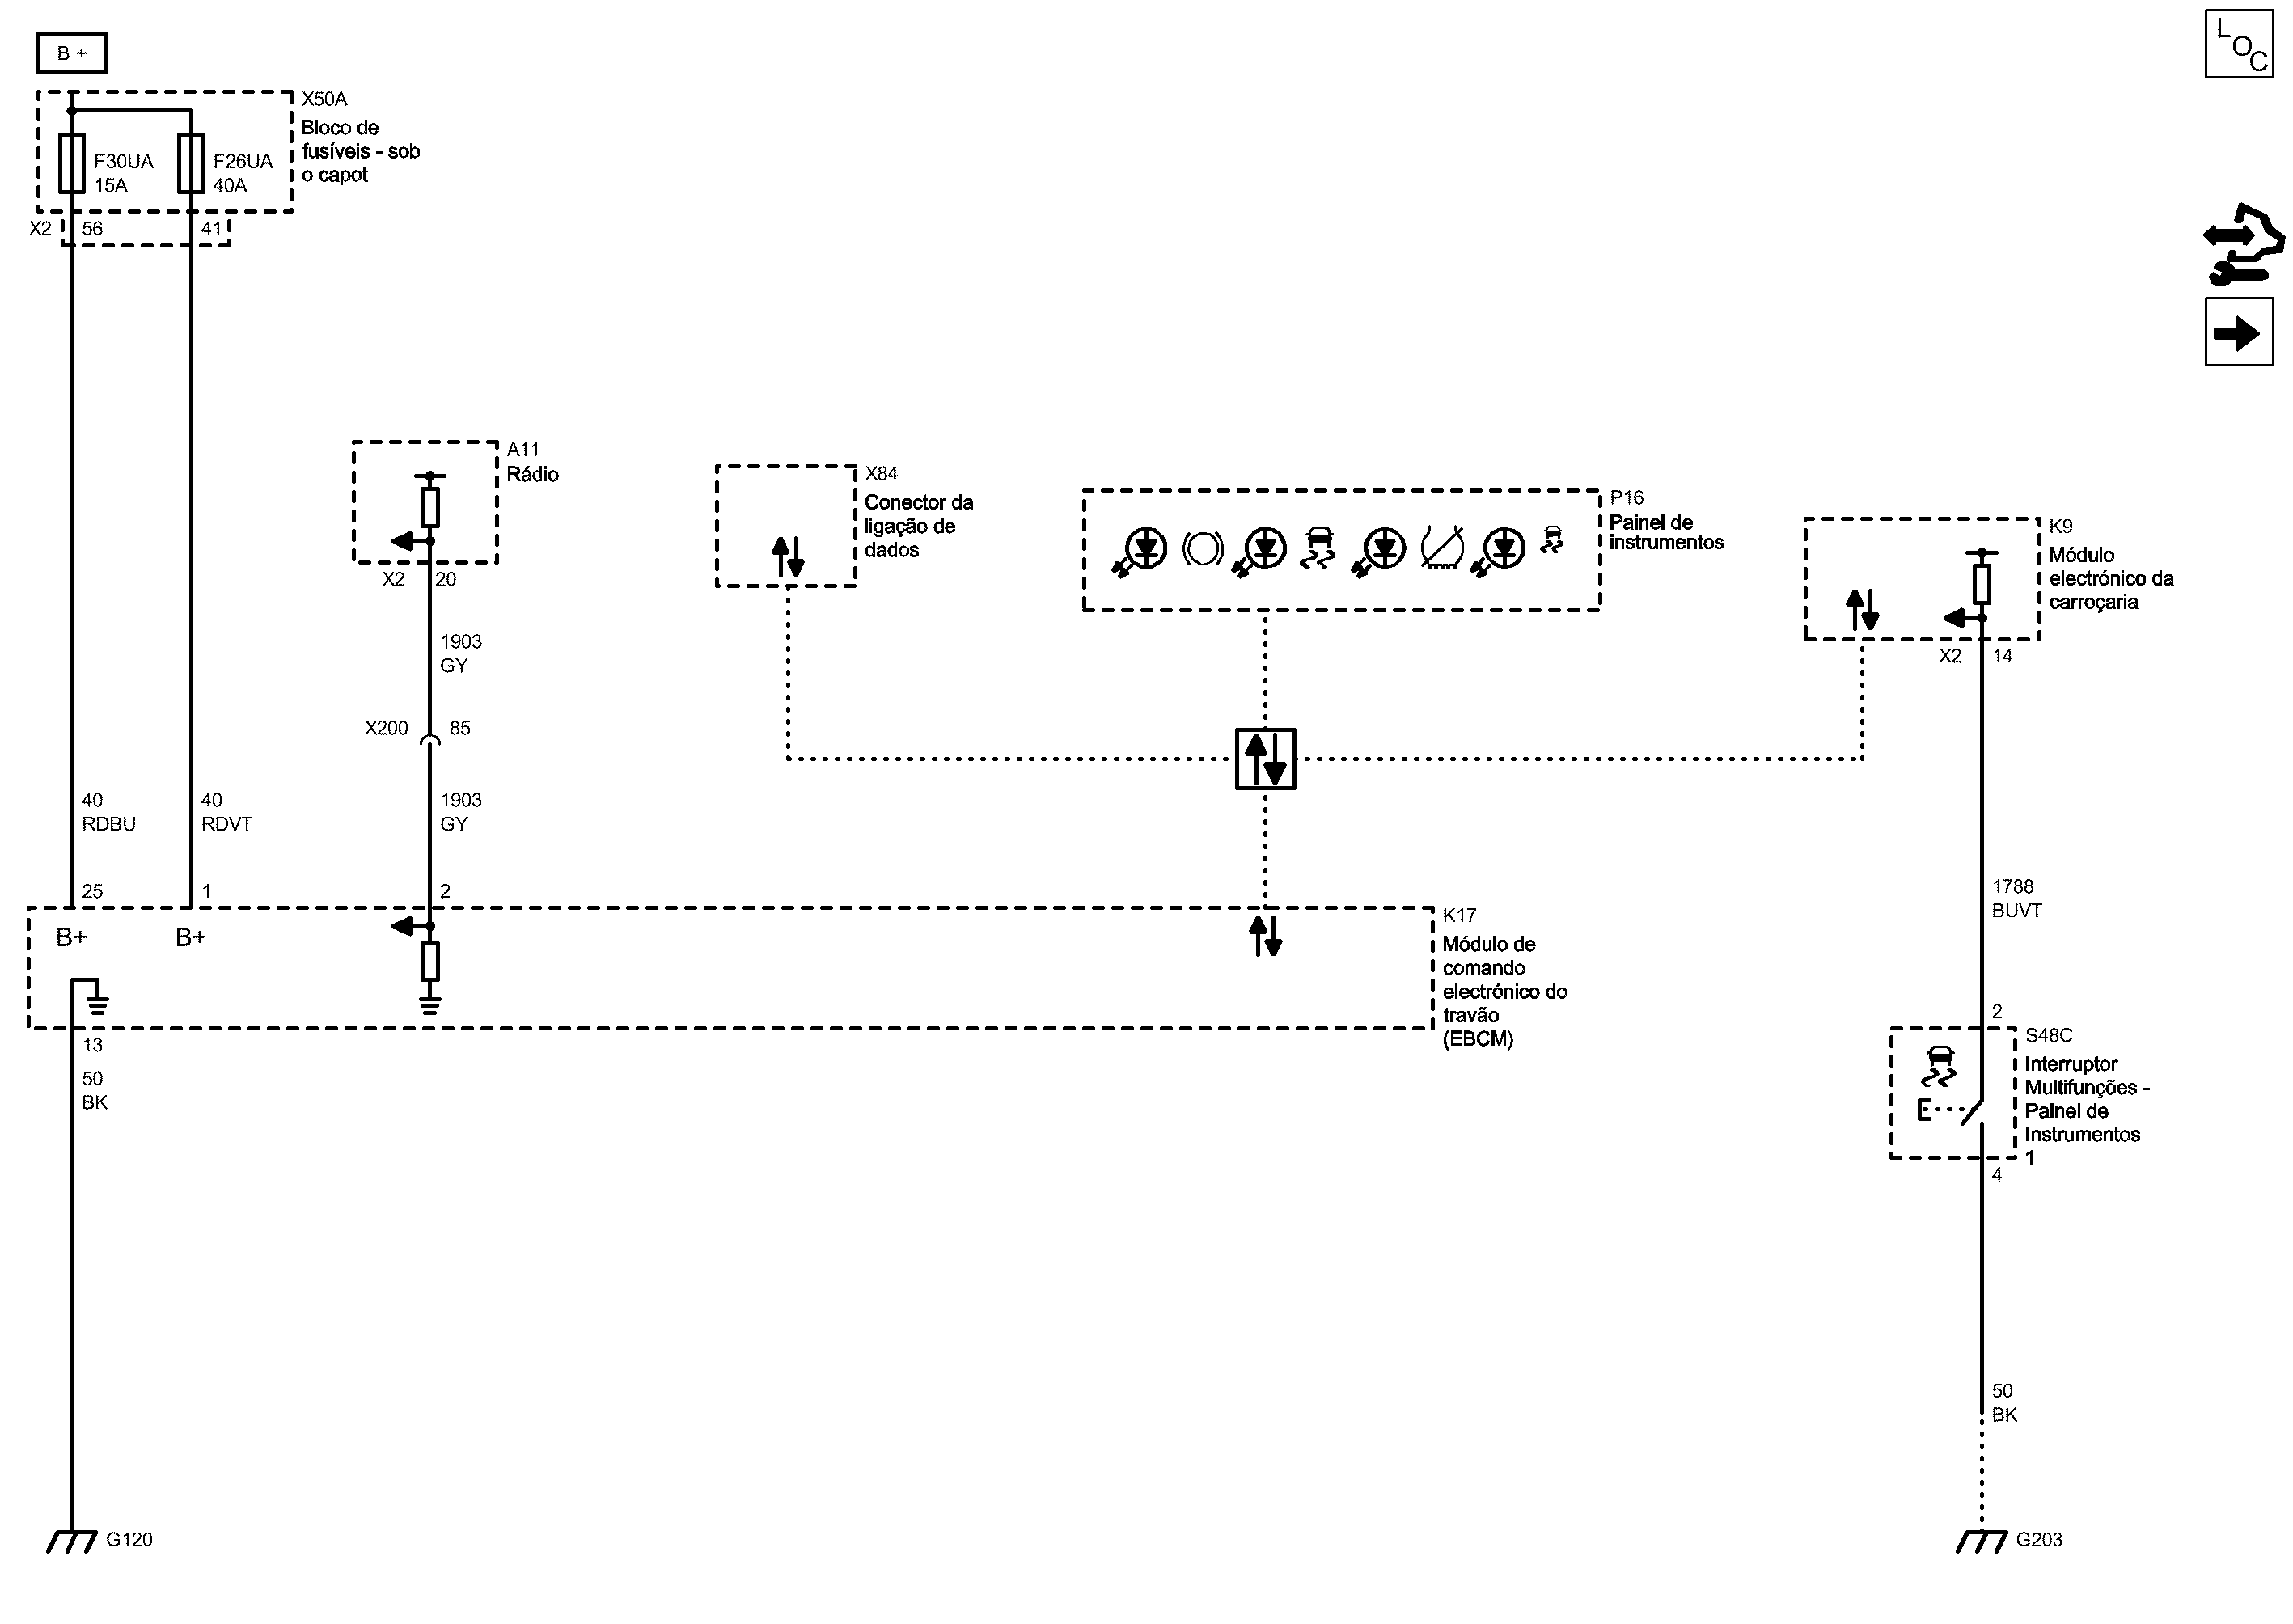 B +
LOC
X50A
Bloco de
fusíveis - sob
o capot
F30UA
15A
F26UA
40A
X2
56
41
A11
Rádio
X2
20
1903
GY
X200
85
1903
GY
X84
Conector da
ligação de
dados
P16
Painel de
instrumentos
K9
Módulo
electrónico da
carroçaria
X2
14
40
RDBU
40
RDVT
25
1
2
B+
B+
K17
Módulo de
comando
electrónico do
travão
(EBCM)
13
50
BK
1788
BUVT
2
S48C
Interruptor
Multifunções -
Painel de
Instrumentos
1
4
50
BK
G120
G203